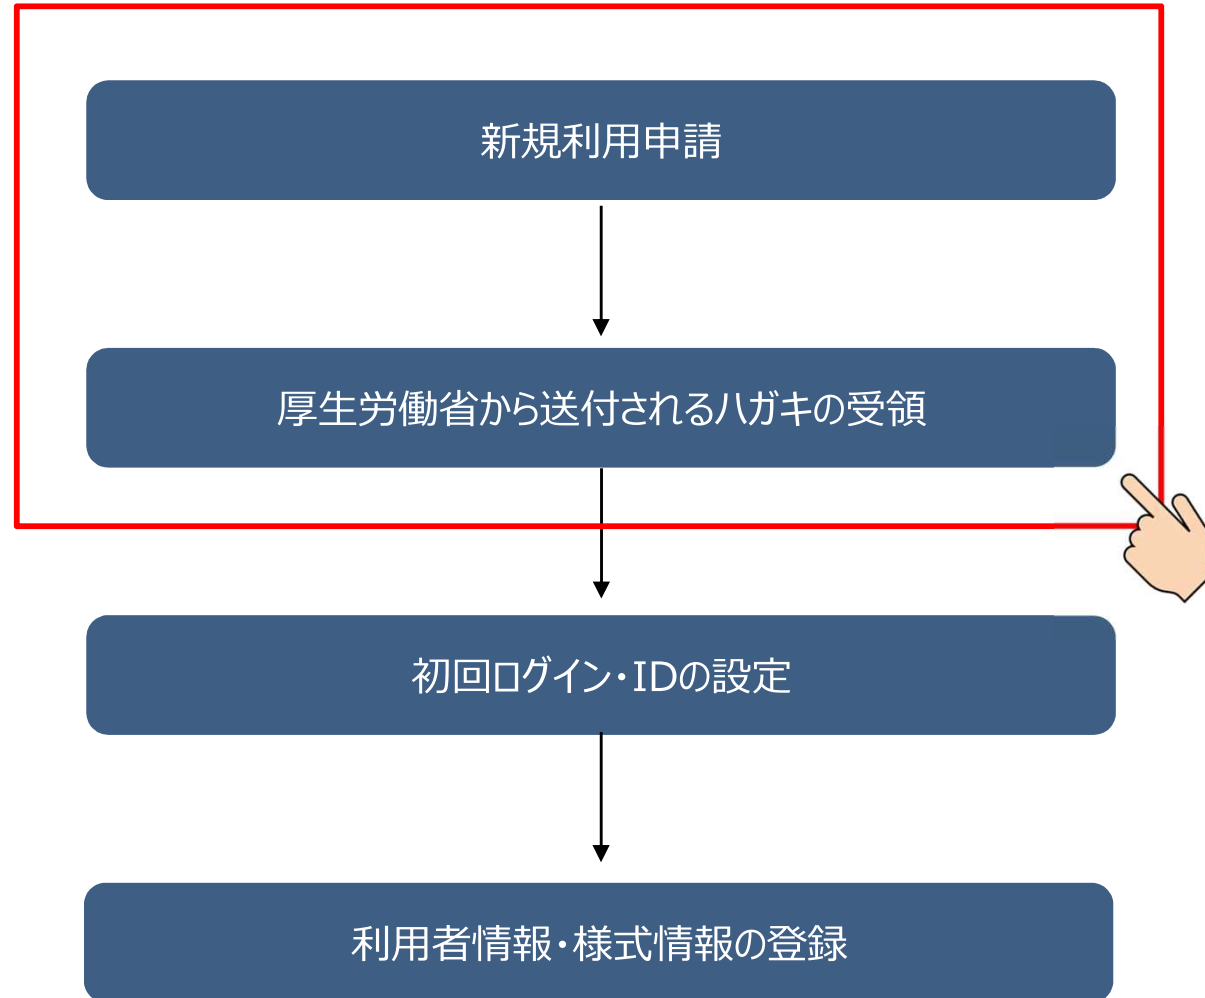 新規利用申請
厚生労働省から送付されるハガキの受領
初回ログイン・IDの設定
利用者情報・様式情報の登録